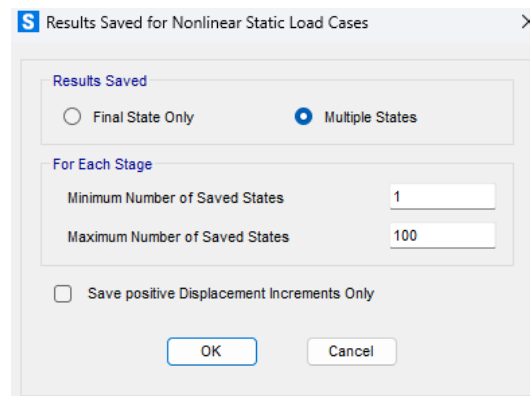 S Results Saved for Nonlinear Static Load Cases
Results Saved
Final State Only
Multiple States
For Each Stage
Minimum Number of Saved States 1
Maximum Number of Saved States 100
Save positive Displacement Increments Only
OK
Cancel